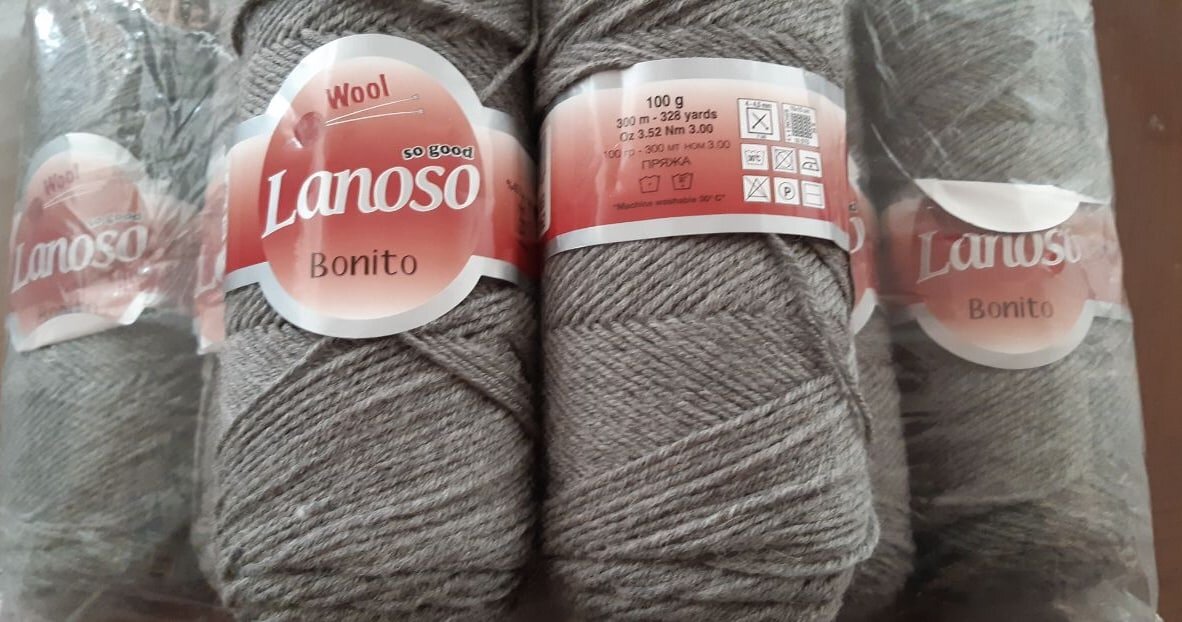 Wool
so good
Lanoso
Wool
so good
Lanoso
Bonito
100 g
300 m - 328 yards
Oz 3.52 Nm 3.00
100 гр - 300 мт ном 3.00
ПРЯЖА
"Machine washable 30° C"
P
Lanoso
Bonito